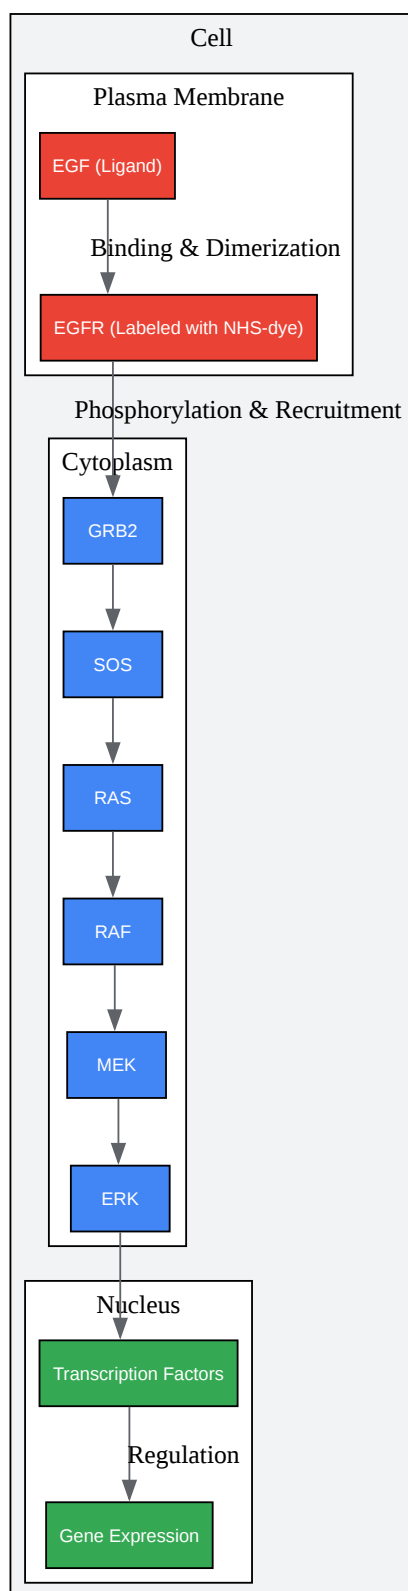 Cell
Plasma Membrane
EGF (Ligand)
Binding & Dimerization
EGFR (Labeled with NHS-dye)
Phosphorylation & Recruitment
Cytoplasm
GRB2
SOS
RAS
RAF
MEK
ERK
Nucleus
Transcription Factors
Regulation
Gene Expression